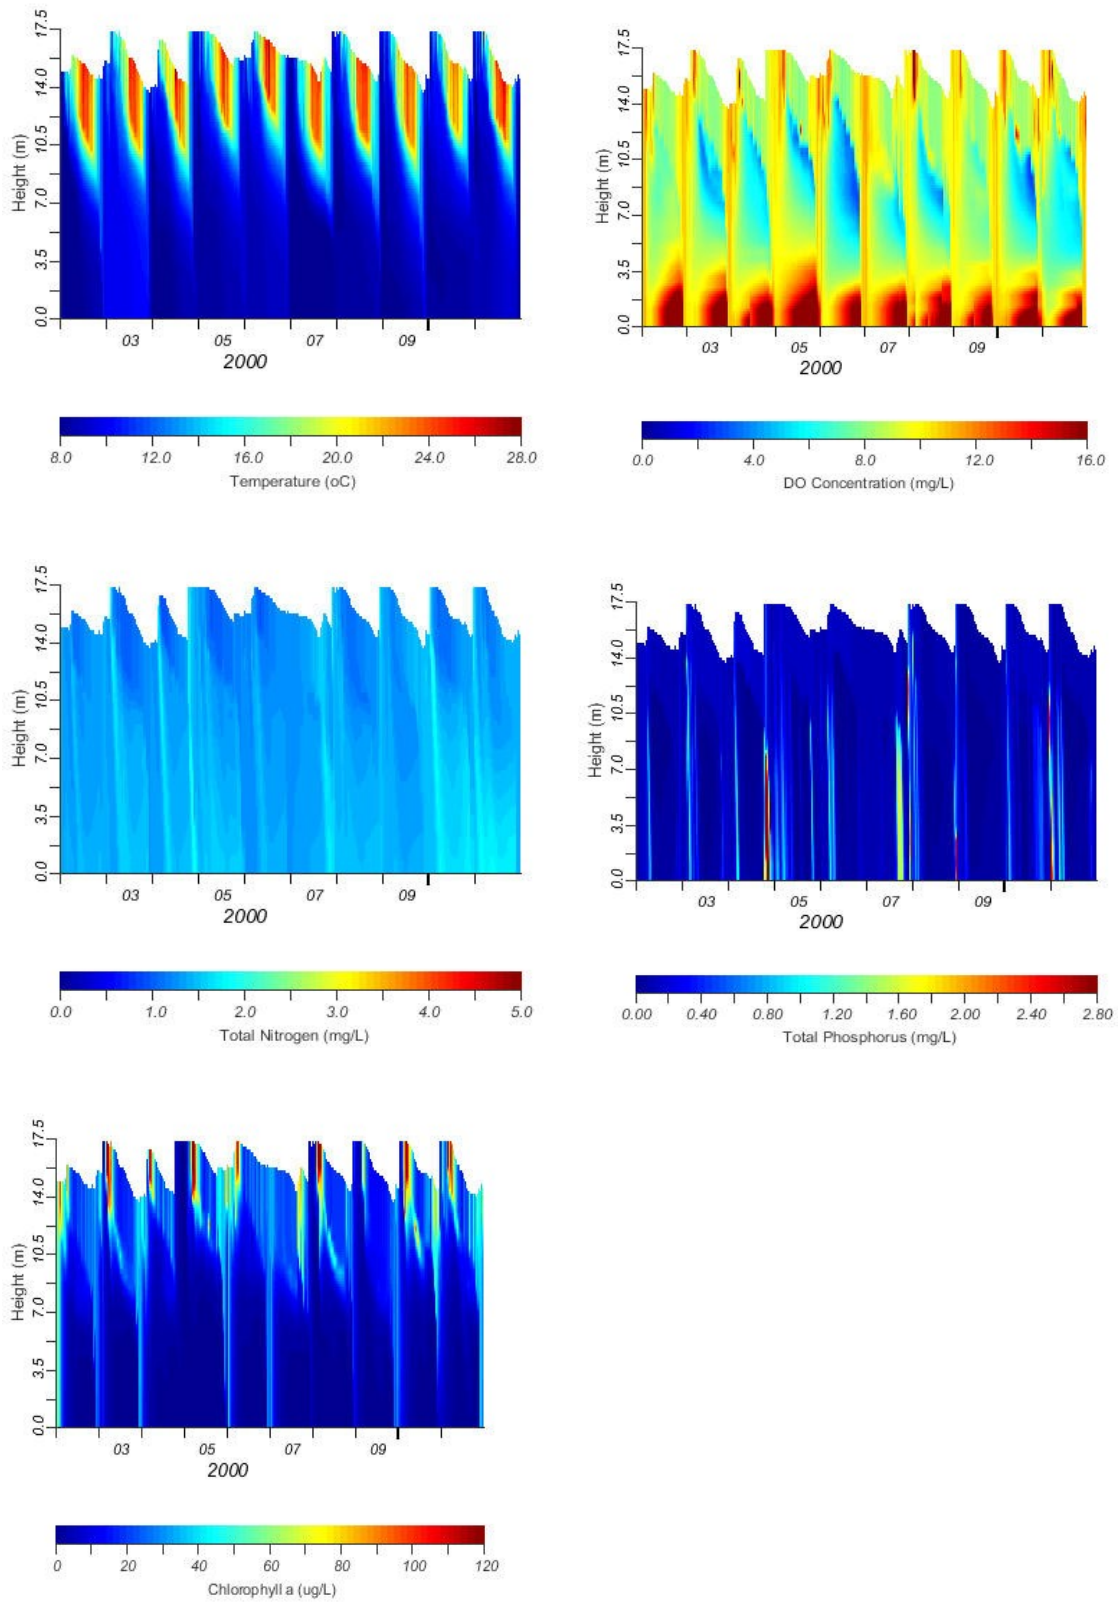 17.5
14.0
10.5
7.0
3.5
0.0
Height (m)
03 05 07 09
2000
8.0 12.0 16.0 20.0 24.0 28.0
Temperature (oC)
17.5
14.0
10.5
7.0
3.5
0.0
Height (m)
03 05 07 09
2000
0.0 4.0 8.0 12.0 16.0
DO Concentration (mg/L)
17.5
14.0
10.5
7.0
3.5
0.0
Height (m)
03 05 07 09
2000
0.0 1.0 2.0 3.0 4.0 5.0
Total Nitrogen (mg/L)
17.5
14.0
10.5
7.0
3.5
0.0
Height (m)
03 05 07 09
2000
0.00 0.40 0.80 1.20 1.60 2.00 2.40 2.80
Total Phosphorus (mg/L)
17.5
14.0
10.5
7.0
3.5
0.0
Height (m)
03 05 07 09
2000
0 20 40 60 80 100 120
Chlorophyll a (ug/L)